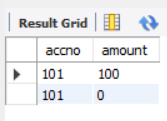 Result Grid
accno amount
101 100
101 0